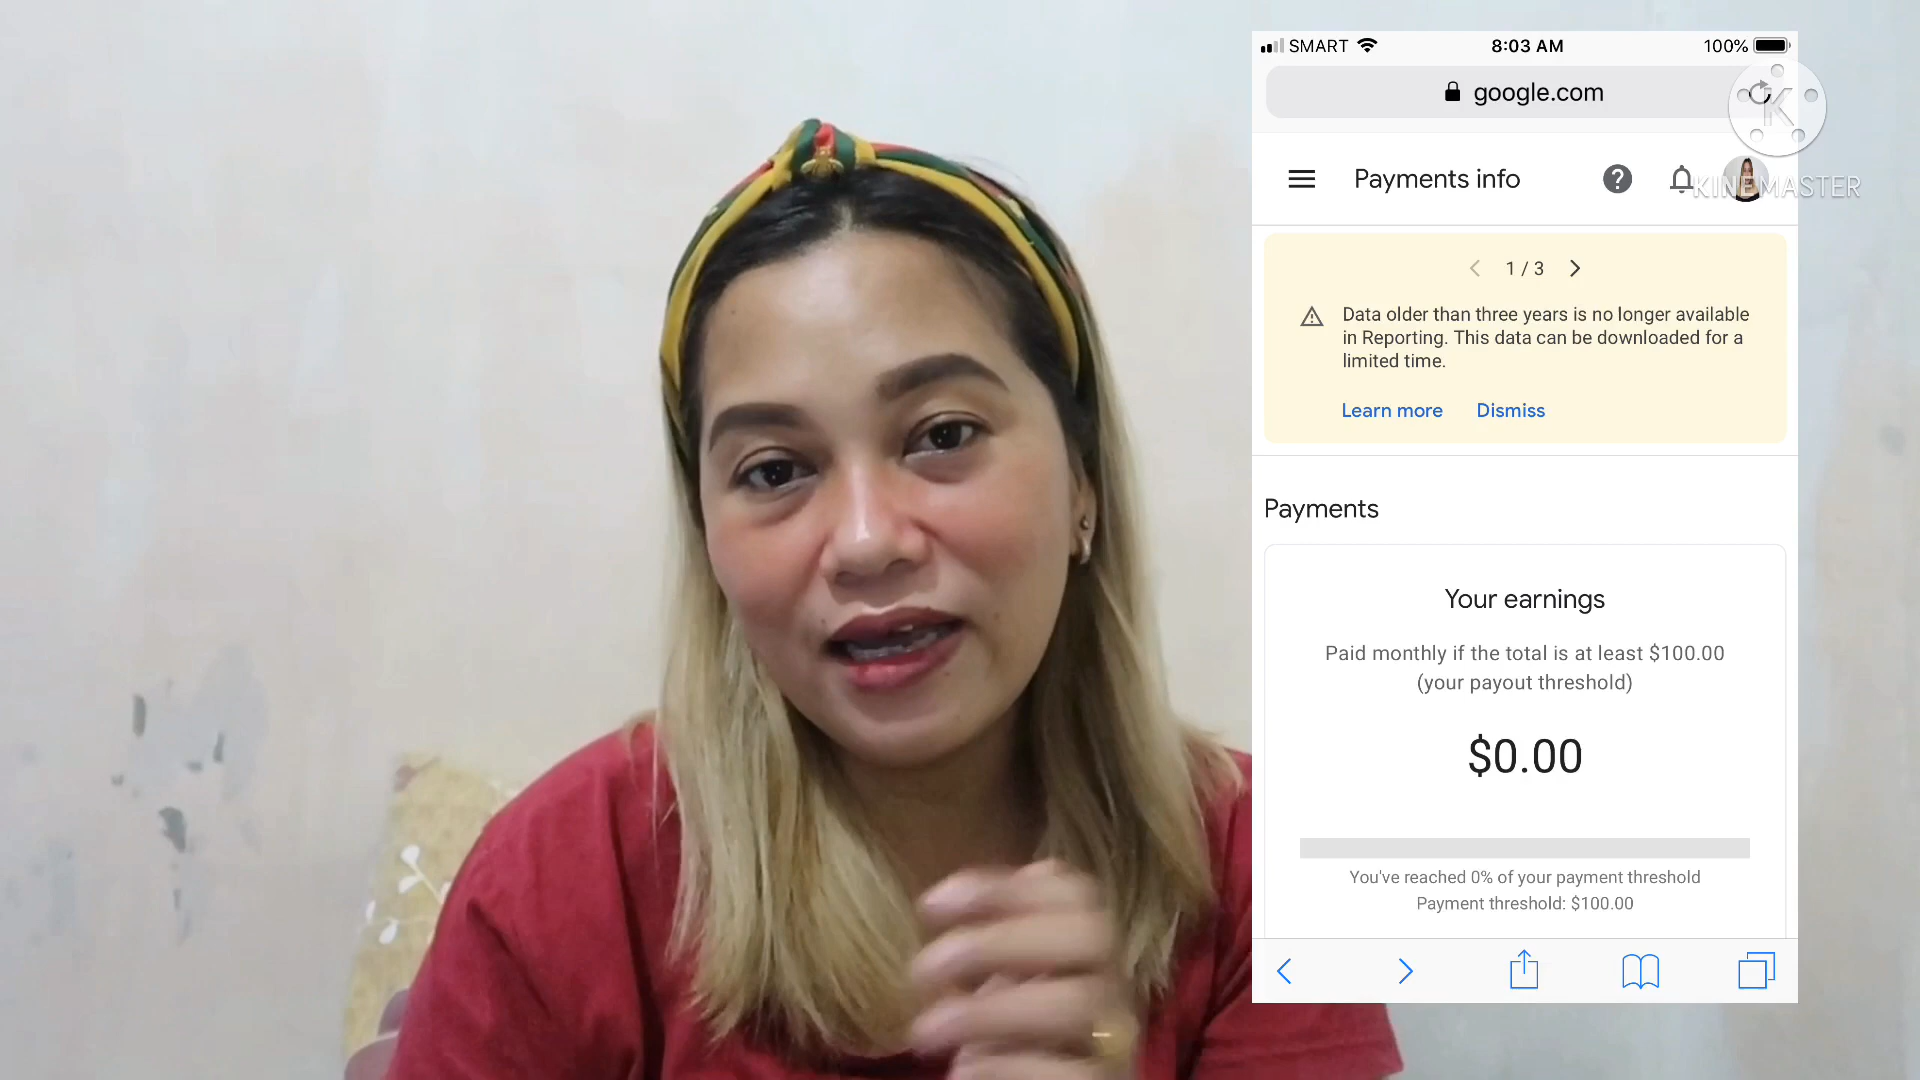 SMART 8:03 AM 100%
google.com
Payments info
KINEMASTER
1 / 3
Data older than three years is no longer available
in Reporting. This data can be downloaded for a
limited time.
Learn more Dismiss
Payments
Your earnings
Paid monthly if the total is at least $100.00
(your payout threshold)
$0.00
You've reached 0% of your payment threshold
Payment threshold: $100.00